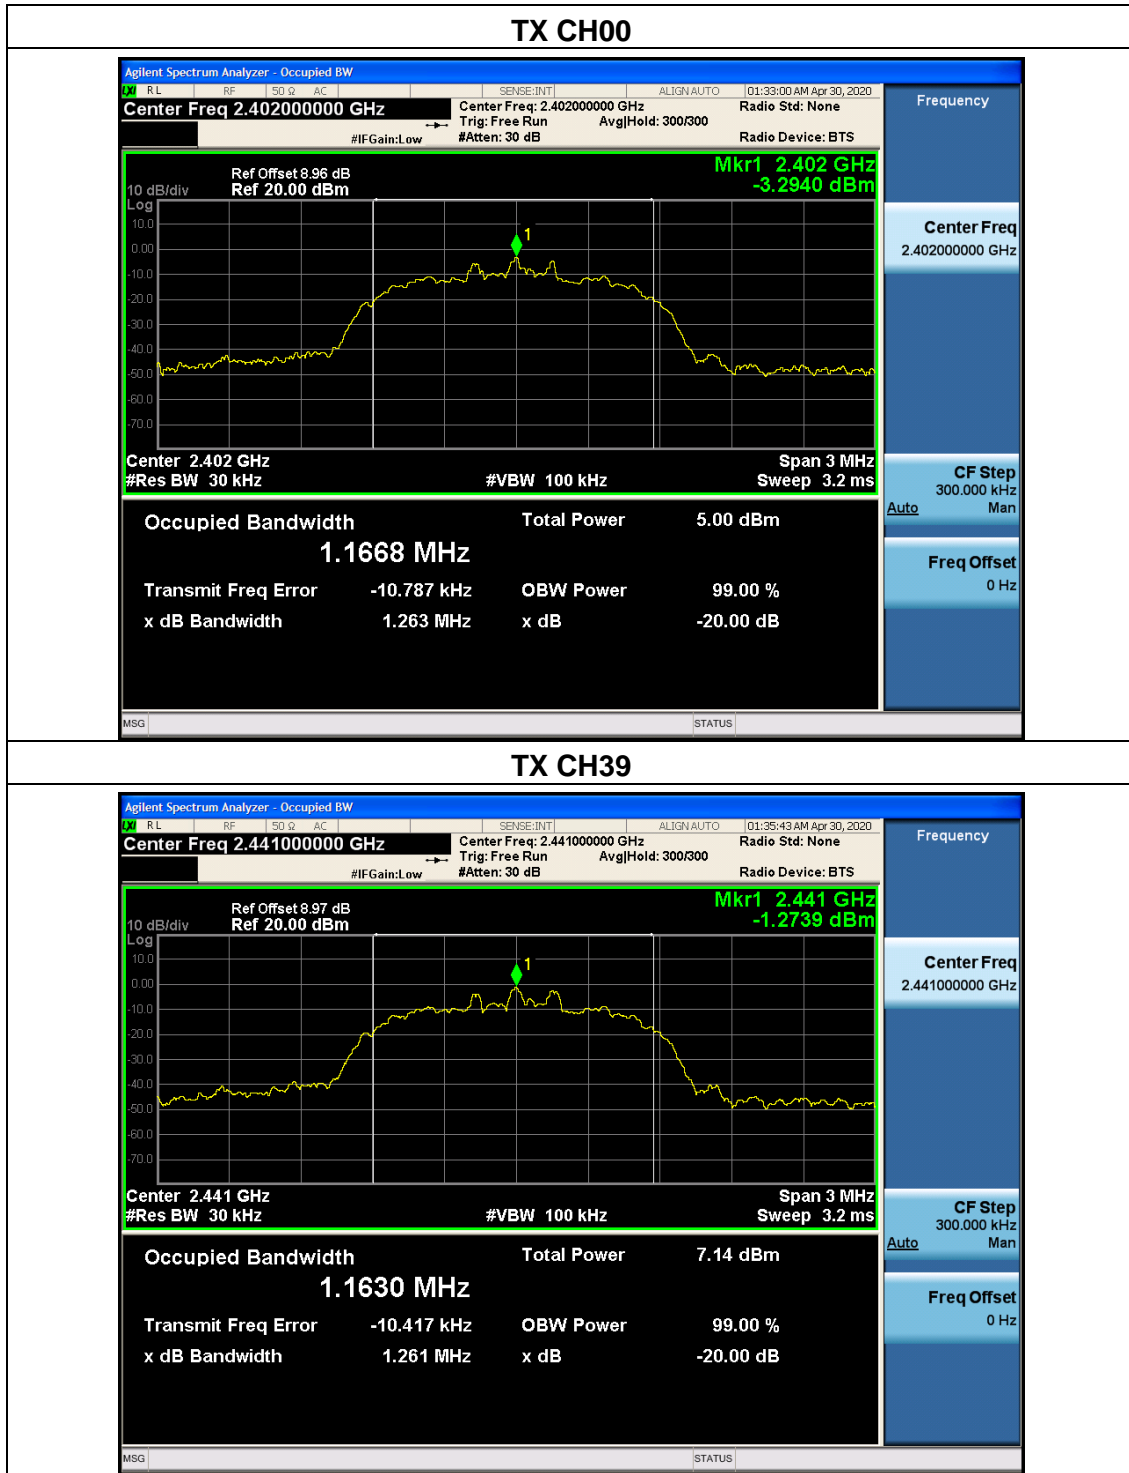 TX CH00
Agilent Spectrum Analyzer - Occupied BW
LXI RL RF 50 Ω AC SENSE:INT ALIGN AUTO 01:33:00 AM Apr 30, 2020
Center Freq 2.402000000 GHz Center Freq: 2.402000000 GHz Radio Std: None
Trig: Free Run Avg|Hold: 300/300
#IFGain:Low #Atten: 30 dB Radio Device: BTS
Frequency
Mkr1 2.402 GHz
-3.2940 dBm
Ref Offset 8.96 dB
10 dB/div Ref 20.00 dBm
Log
10.0
0.00
-10.0
-20.0
-30.0
-40.0
-50.0
-60.0
-70.0
1
Center 2.402 GHz Span 3 MHz
#Res BW 30 kHz #VBW 100 kHz Sweep 3.2 ms
Center Freq
2.402000000 GHz
CF Step
300.000 kHz
Auto Man
Freq Offset
0 Hz
Occupied Bandwidth Total Power 5.00 dBm
1.1668 MHz
Transmit Freq Error -10.787 kHz OBW Power 99.00 %
x dB Bandwidth 1.263 MHz x dB -20.00 dB
MSG STATUS
TX CH39
Agilent Spectrum Analyzer - Occupied BW
LXI RL RF 50 Ω AC SENSE:INT ALIGN AUTO 01:35:43 AM Apr 30, 2020
Center Freq 2.441000000 GHz Center Freq: 2.441000000 GHz Radio Std: None
Trig: Free Run Avg|Hold: 300/300
#IFGain:Low #Atten: 30 dB Radio Device: BTS
Frequency
Mkr1 2.441 GHz
-1.2739 dBm
Ref Offset 8.97 dB
10 dB/div Ref 20.00 dBm
Log
10.0
0.00
-10.0
-20.0
-30.0
-40.0
-50.0
-60.0
-70.0
1
Center 2.441 GHz Span 3 MHz
#Res BW 30 kHz #VBW 100 kHz Sweep 3.2 ms
Center Freq
2.441000000 GHz
CF Step
300.000 kHz
Auto Man
Freq Offset
0 Hz
Occupied Bandwidth Total Power 7.14 dBm
1.1630 MHz
Transmit Freq Error -10.417 kHz OBW Power 99.00 %
x dB Bandwidth 1.261 MHz x dB -20.00 dB
MSG STATUS